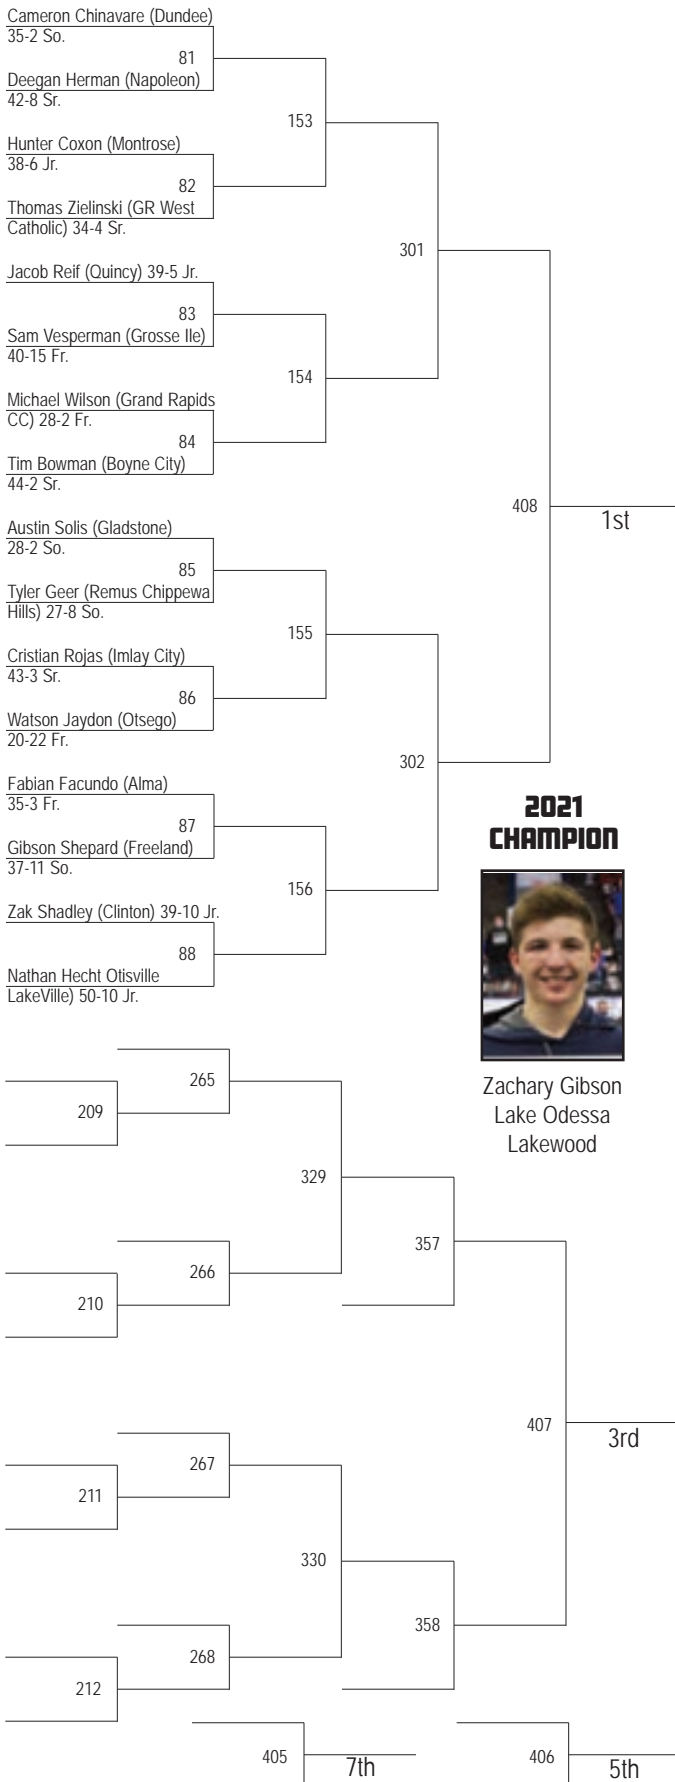 Cameron Chinavare (Dundee)
35-2 So.
81
Deegan Herman (Napoleon)
42-8 Sr.
153
Hunter Coxon (Montrose)
38-6 Jr.
82
Thomas Zielinski (GR West
Catholic) 34-4 Sr.
301
Jacob Reif (Quincy) 39-5 Jr.
83
Sam Vesperman (Grosse Ile)
40-15 Fr.
154
Michael Wilson (Grand Rapids
CC) 28-2 Fr.
84
Tim Bowman (Boyne City)
44-2 Sr.
408
1st
Austin Solis (Gladstone)
28-2 So.
85
Tyler Geer (Remus Chippewa
Hills) 27-8 So.
155
Cristian Rojas (Imlay City)
43-3 Sr.
86
Watson Jaydon (Otsego)
20-22 Fr.
302
Fabian Facundo (Alma)
35-3 Fr.
87
Gibson Shepard (Freeland)
37-11 So.
156
Zak Shadley (Clinton) 39-10 Jr.
88
Nathan Hecht Otisville
LakeVille) 50-10 Jr.
2021
CHAMPION
Zachary Gibson
Lake Odessa
Lakewood
265
209
329
266
210
357
407
3rd
267
211
330
268
212
358
405
7th
406
5th